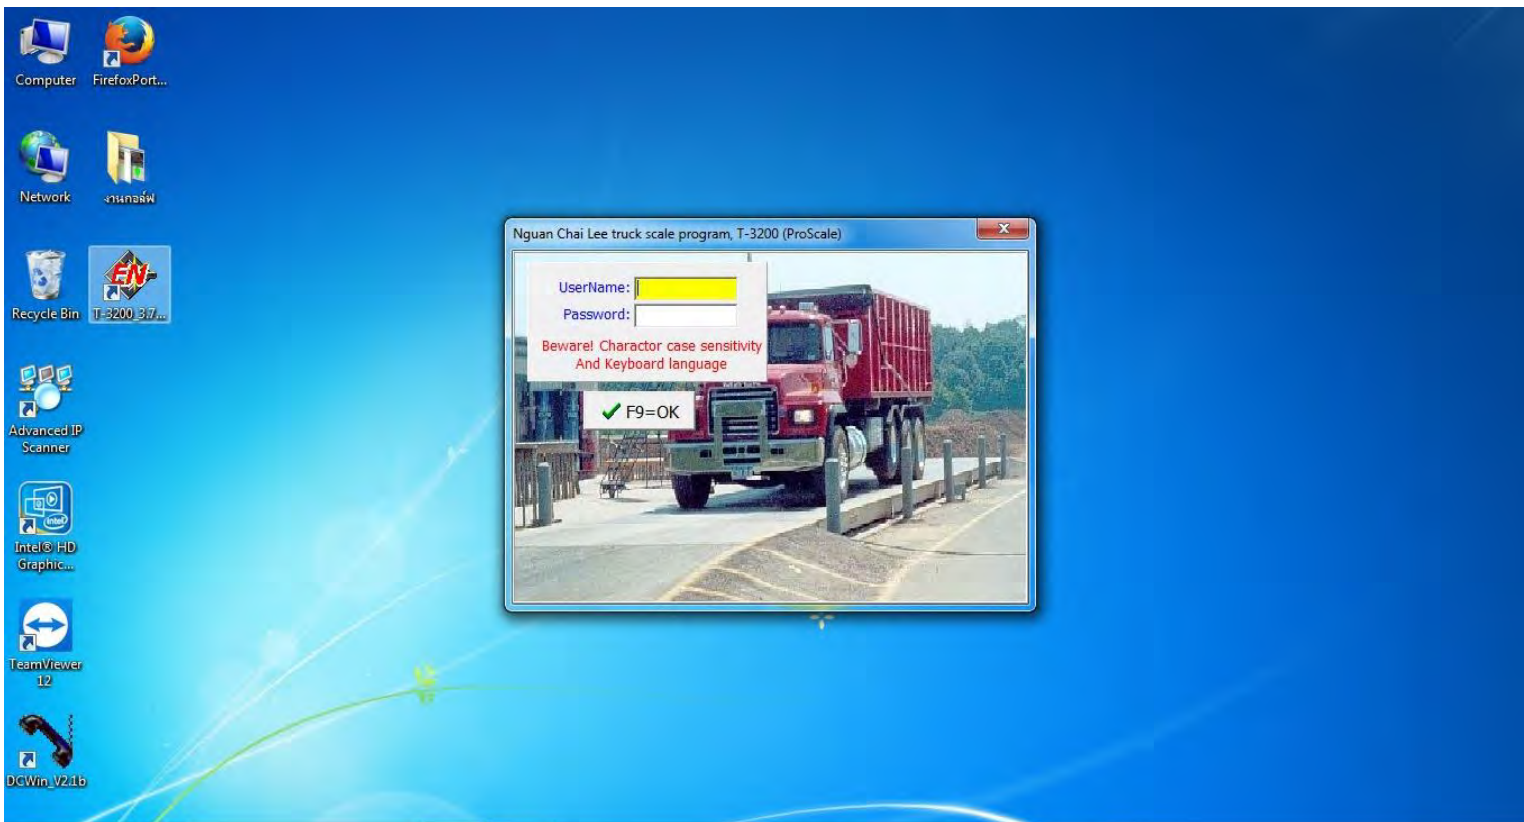 Computer
FirefoxPort...
Network
งานกอล์ฟ
Recycle Bin
EN
T-3200_3.7...
Advanced IP
Scanner
intel
Intel® HD
Graphic...
TeamViewer
12
DCWin_V2.1b
Nguan Chai Lee truck scale program, T-3200 (ProScale)
UserName:
Password:
Beware! Charactor case sensitivity
And Keyboard language
F9=OK